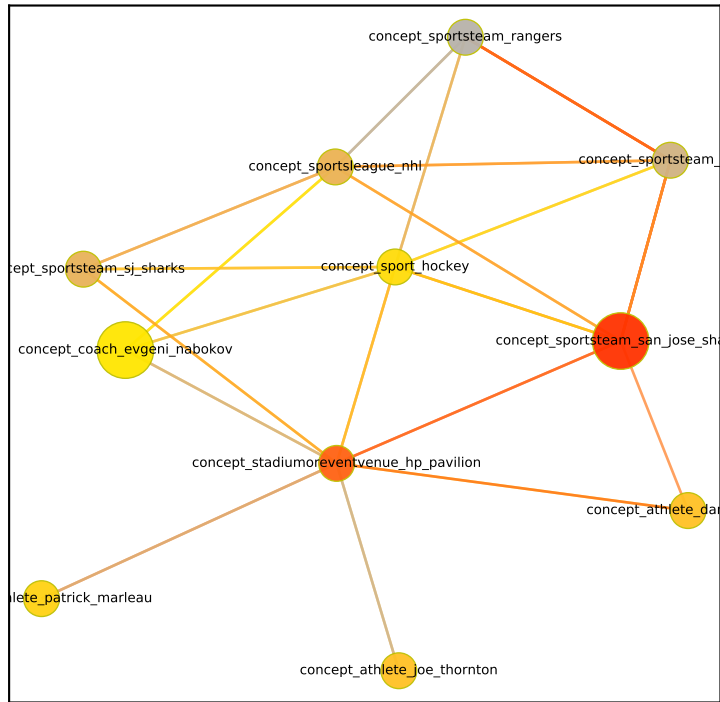 concept_sportsteam_rangers
concept_sportsteam_
concept_sportsleague_nhl
concept_sport_hockey
cept_sportsteam_sj_sharks
concept_sportsteam_san_jose_sha
concept_coach_evgeni_nabokov
concept_stadiumoreventvenue_hp_pavilion
concept_athlete_dar
hlete_patrick_marleau
concept_athlete_joe_thornton